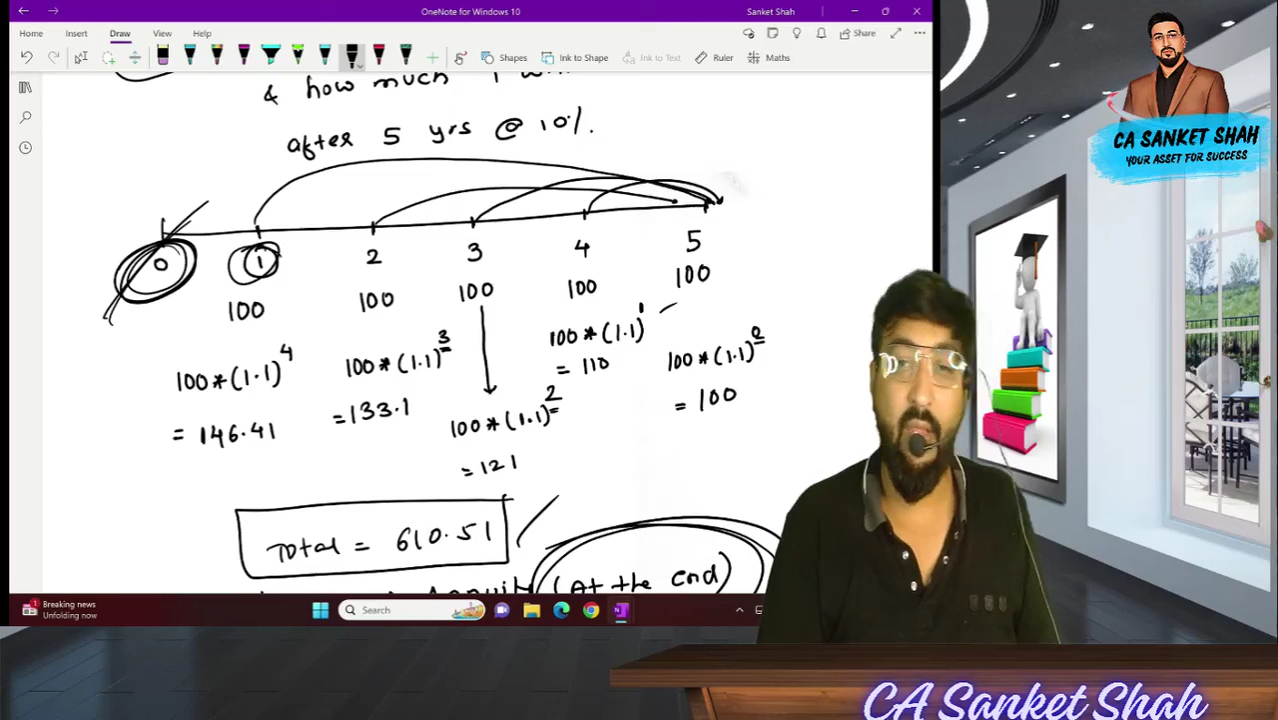 OneNote for Windows 10
Sanket Shah
Home Insert Draw View Help
Share
Shapes Ink to Shape Ink to Text Ruler Maths
& how much I
after 5 yrs @ 10%.
0 1 2 3 4 5
100 100 100 100 100
100*(1.1)^4
= 146.41
100*(1.1)^3
=133.1
100*(1.1)^2
=121
100*(1.1)^1
= 110
100*(1.1)^0
= 100
Total = 610.51
(At the end)
Breaking news
Unfolding now
Search
CA SANKET SHAH
YOUR ASSET FOR SUCCESS
CA Sanket Shah